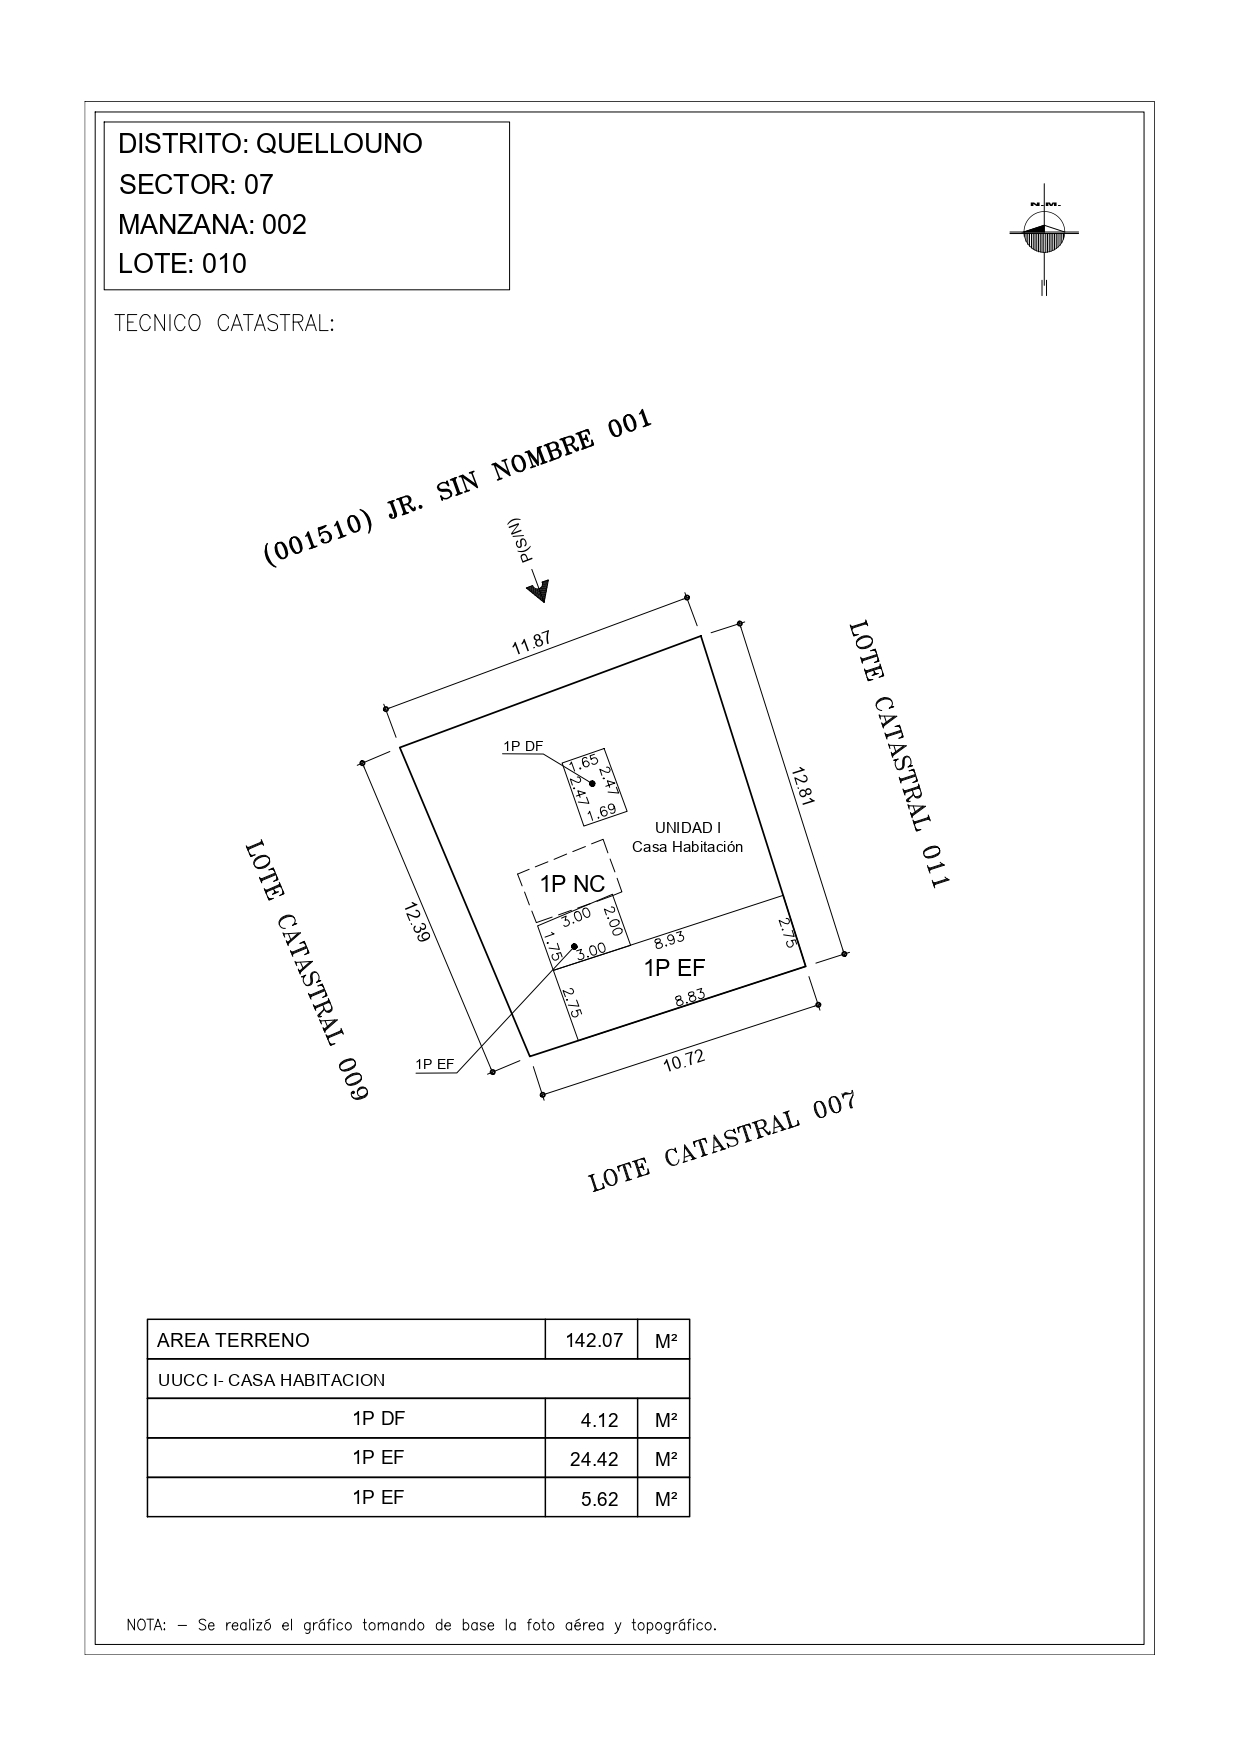 DISTRITO: QUELLOUNO
SECTOR: 07
MANZANA: 002
LOTE: 010
N.M.
TECNICO CATASTRAL:
(001510) JR. SIN NOMBRE 001
P(S/N)
11.87
LOTE CATASTRAL 011
12.81
1P DF
1.65
2.47
2.47
1.69
UNIDAD I
Casa Habitación
LOTE CATASTRAL 009
12.39
1P NC
3.00
2.00
1.75
3.00
8.93
2.75
1P EF
2.75
8.83
1P EF
10.72
LOTE CATASTRAL 007
AREA TERRENO 142.07 M²
UUCC I- CASA HABITACION
1P DF 4.12 M²
1P EF 24.42 M²
1P EF 5.62 M²
NOTA: – Se realizó el gráfico tomando de base la foto aérea y topográfico.